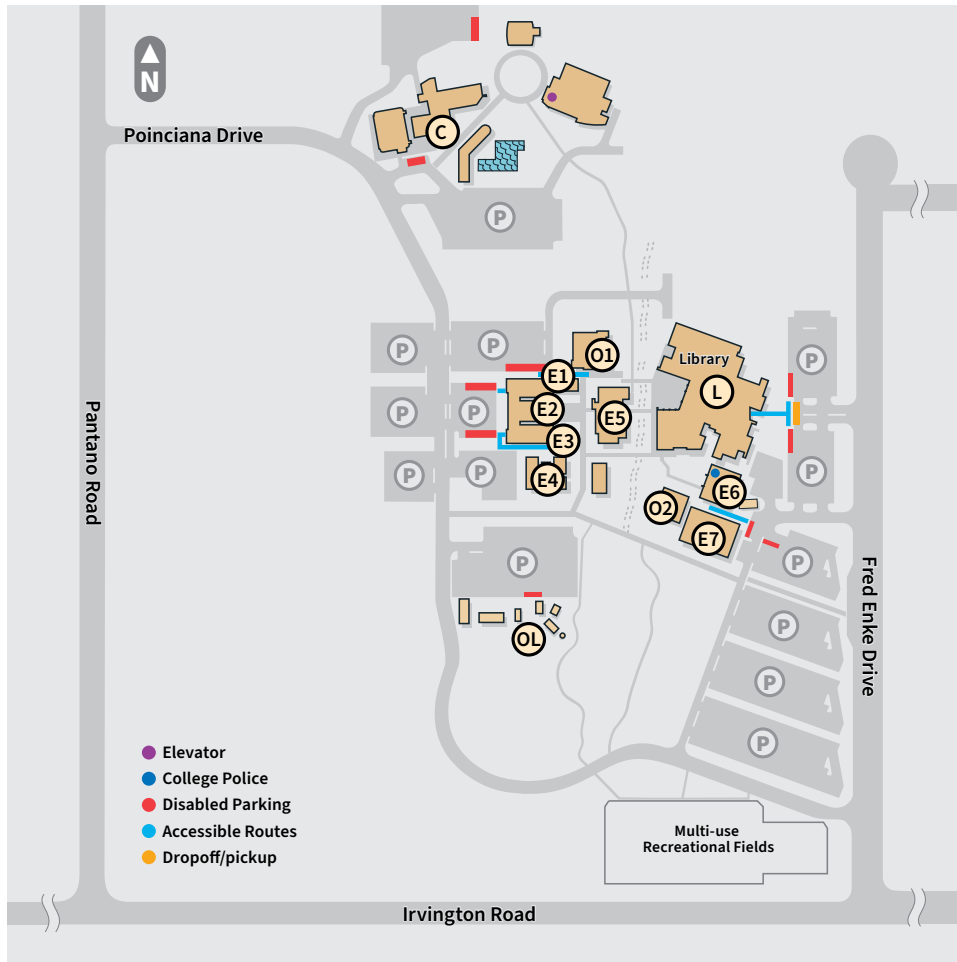 N
Poinciana Drive
C
P
P
P
O1
Library
P
E1
L
P
P
E2
E5
E3
P
P
E4
P
E6
O2
E7
P
P
Pantano Road
Fred Enke Drive
P
OL
P
P
Elevator
College Police
Disabled Parking
Accessible Routes
Dropoff/pickup
Multi-use
Recreational Fields
Irvington Road